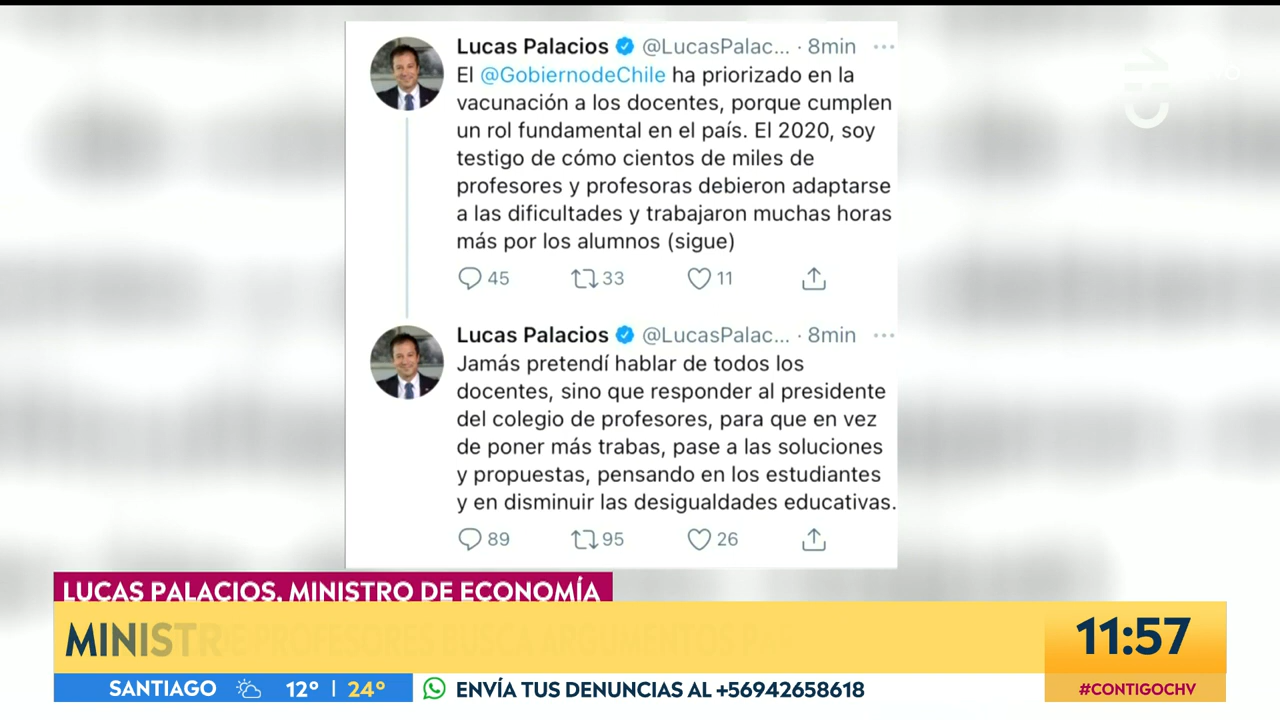 Lucas Palacios @LucasPalac... · 8min ...
El @GobiernodeChile ha priorizado en la
vacunación a los docentes, porque cumplen
un rol fundamental en el país. El 2020, soy
testigo de cómo cientos de miles de
profesores y profesoras debieron adaptarse
a las dificultades y trabajaron muchas horas
más por los alumnos (sigue)
45 33 11
Lucas Palacios @LucasPalac... · 8min ...
Jamás pretendí hablar de todos los
docentes, sino que responder al presidente
del colegio de profesores, para que en vez
de poner más trabas, pase a las soluciones
y propuestas, pensando en los estudiantes
y en disminuir las desigualdades educativas.
89 95 26
LUCAS PALACIOS, MINISTRO DE ECONOMÍA
MINISTR DE PROFESORES BUSCA ARGUMENTOS P
11:57
SANTIAGO 12° | 24° ENVÍA TUS DENUNCIAS AL +56942658618
#CONTIGOCHV